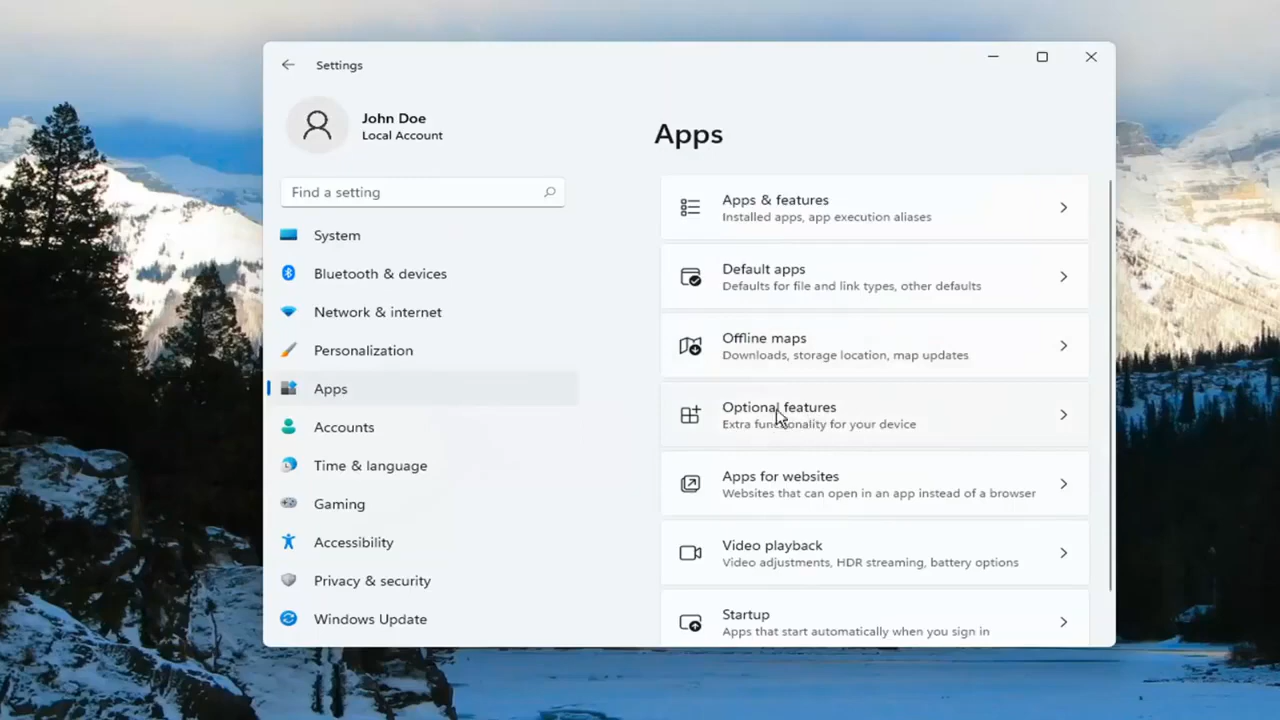 Settings
John Doe
Local Account
Find a setting
System
Bluetooth & devices
Network & internet
Personalization
Apps
Accounts
Time & language
Gaming
Accessibility
Privacy & security
Windows Update
Apps
Apps & features
Installed apps, app execution aliases
Default apps
Defaults for file and link types, other defaults
Offline maps
Downloads, storage location, map updates
Optional features
Extra functionality for your device
Apps for websites
Websites that can open in an app instead of a browser
Video playback
Video adjustments, HDR streaming, battery options
Startup
Apps that start automatically when you sign in